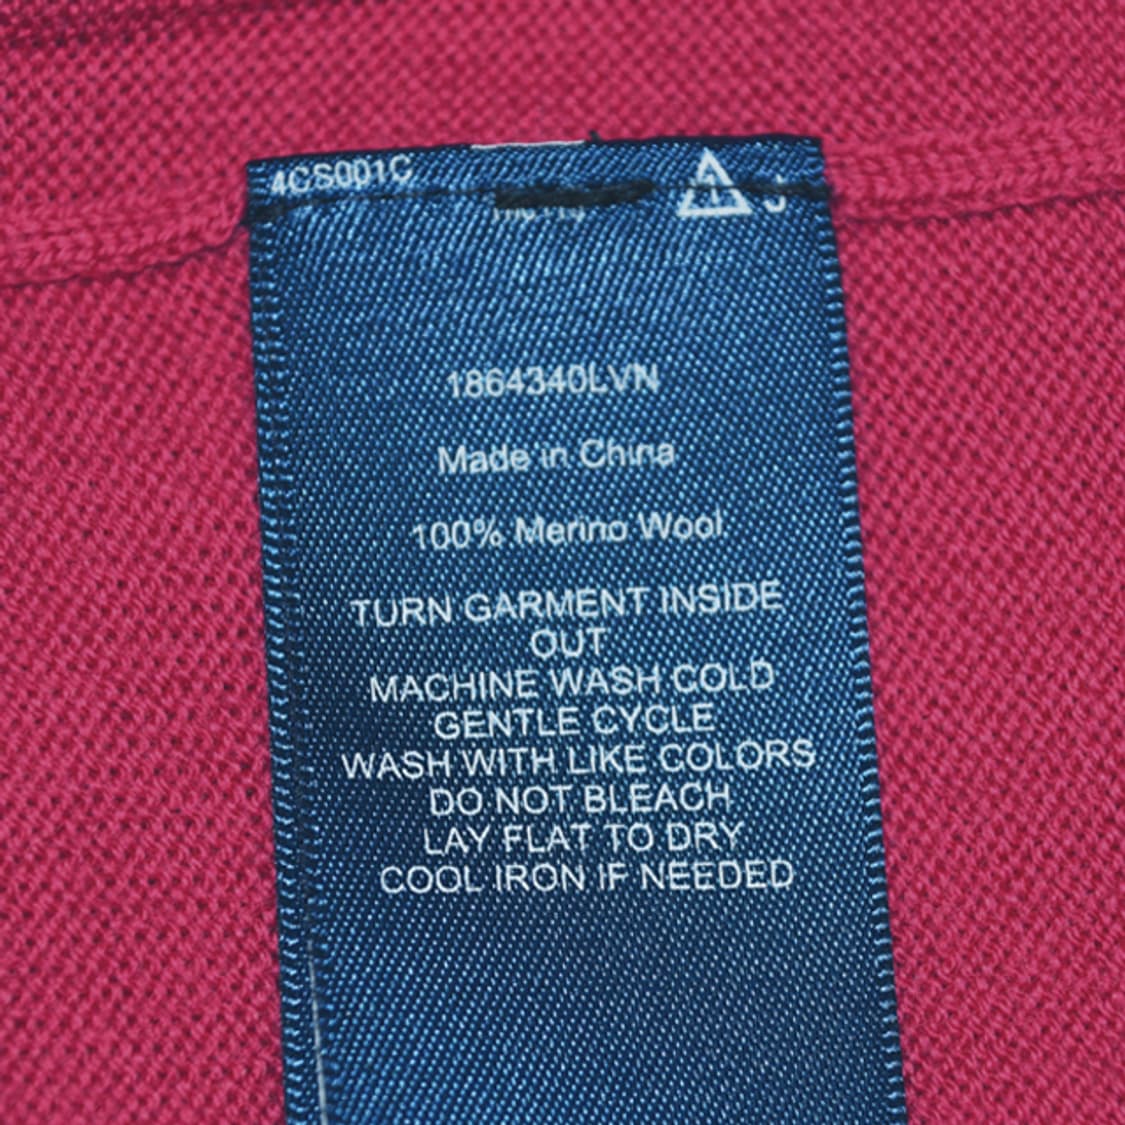 4CS001C
1864340LVN
Made in China
100% Merino Wool
TURN GARMENT INSIDE
OUT
MACHINE WASH COLD
GENTLE CYCLE
WASH WITH LIKE COLORS
DO NOT BLEACH
LAY FLAT TO DRY
COOL IRON IF NEEDED